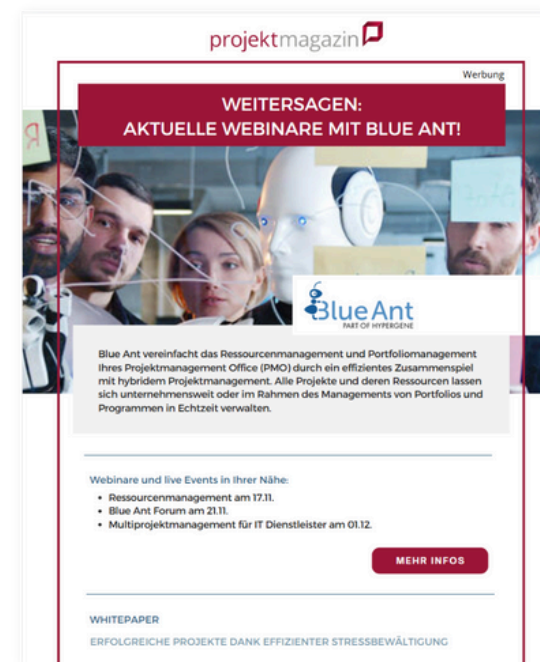 projektmagazin
Werbung
WEITERSAGEN:
AKTUELLE WEBINARE MIT BLUE ANT!
Blue Ant
PART OF HYPERGENE
Blue Ant vereinfacht das Ressourcenmanagement und Portfoliomanagement
Ihres Projektmanagement Office (PMO) durch ein effizientes Zusammenspiel
mit hybridem Projektmanagement. Alle Projekte und deren Ressourcen lassen
sich unternehmensweit oder im Rahmen des Managements von Portfolios und
Programmen in Echtzeit verwalten.
Webinare und live Events in Ihrer Nähe:
• Ressourcenmanagement am 17.11.
• Blue Ant Forum am 21.11.
• Multiprojektmanagement für IT Dienstleister am 01.12.
MEHR INFOS
WHITEPAPER
ERFOLGREICHE PROJEKTE DANK EFFIZIENTER STRESSBEWÄLTIGUNG